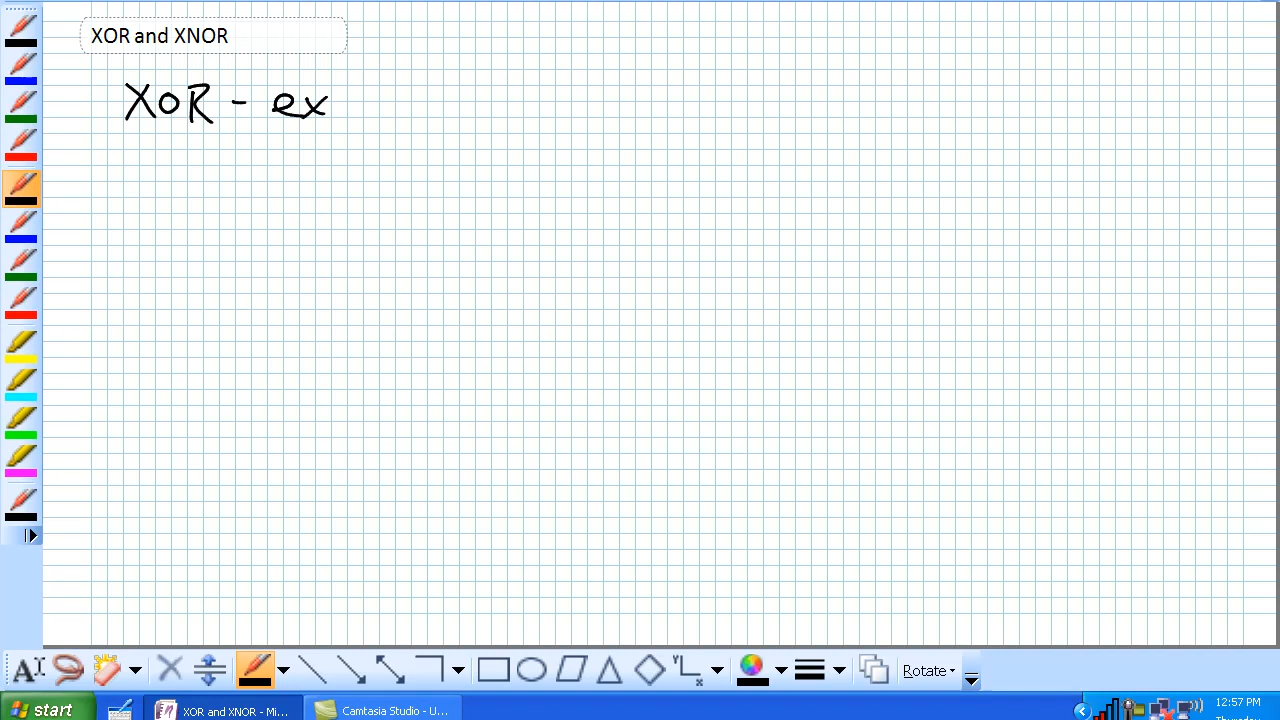 XOR and XNOR
XOR - ex
A
Rotate
start
XOR and XNOR - Mi...
Camtasia Studio - U...
12:57 PM